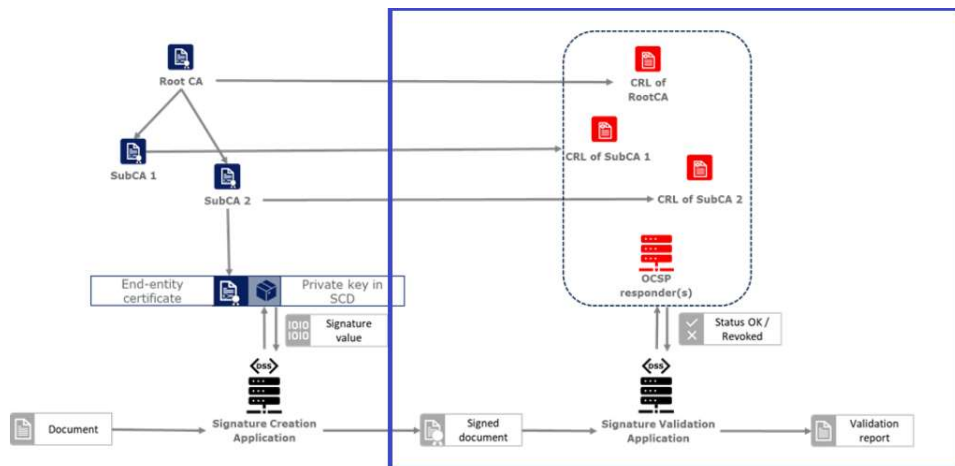 Root CA
CRL of
RootCA
SubCA 1
CRL of SubCA 1
SubCA 2
CRL of SubCA 2
End-entity
certificate
Private key in
SCD
OCSP
responder(s)
1010
1010
Signature
value
Status OK /
Revoked
<DSS>
<DSS>
Document
Signature Creation
Application
Signed
document
Signature Validation
Application
Validation
report